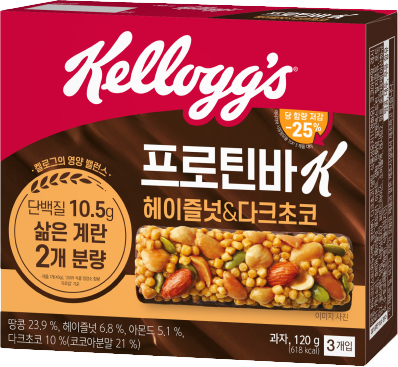 Kellogg's
당 함량 저감
-25%
프로틴바 K
헤이즐넛&다크초코
켈로그의 영양 밸런스
단백질 10.5g
삶은 계란
2개 분량
이미지 사진
땅콩 23.9 %, 헤이즐넛 6.8 %, 아몬드 5.1 %,
다크초코 10 %(코코아분말 21 %)
과자, 120 g
(618 kcal)
3개입